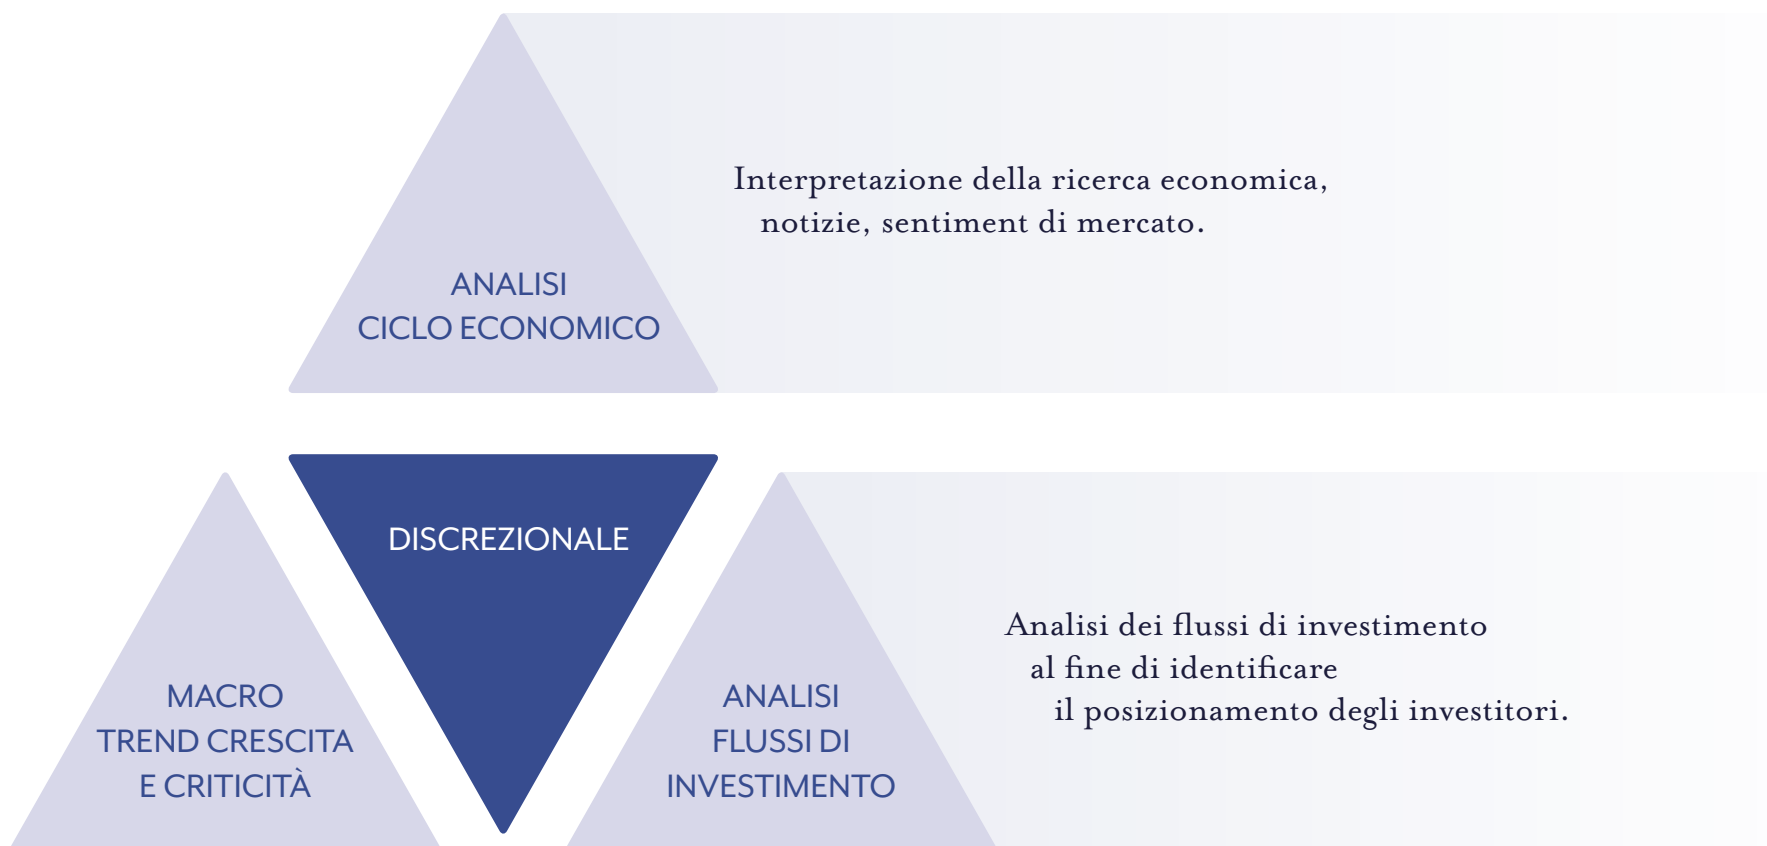 Interpretazione della ricerca economica,
notizie, sentiment di mercato.
ANALISI
CICLO ECONOMICO
DISCREZIONALE
MACRO
TREND CRESCITA
E CRITICITÀ
ANALISI
FLUSSI DI
INVESTIMENTO
Analisi dei flussi di investimento
al fine di identificare
il posizionamento degli investitori.